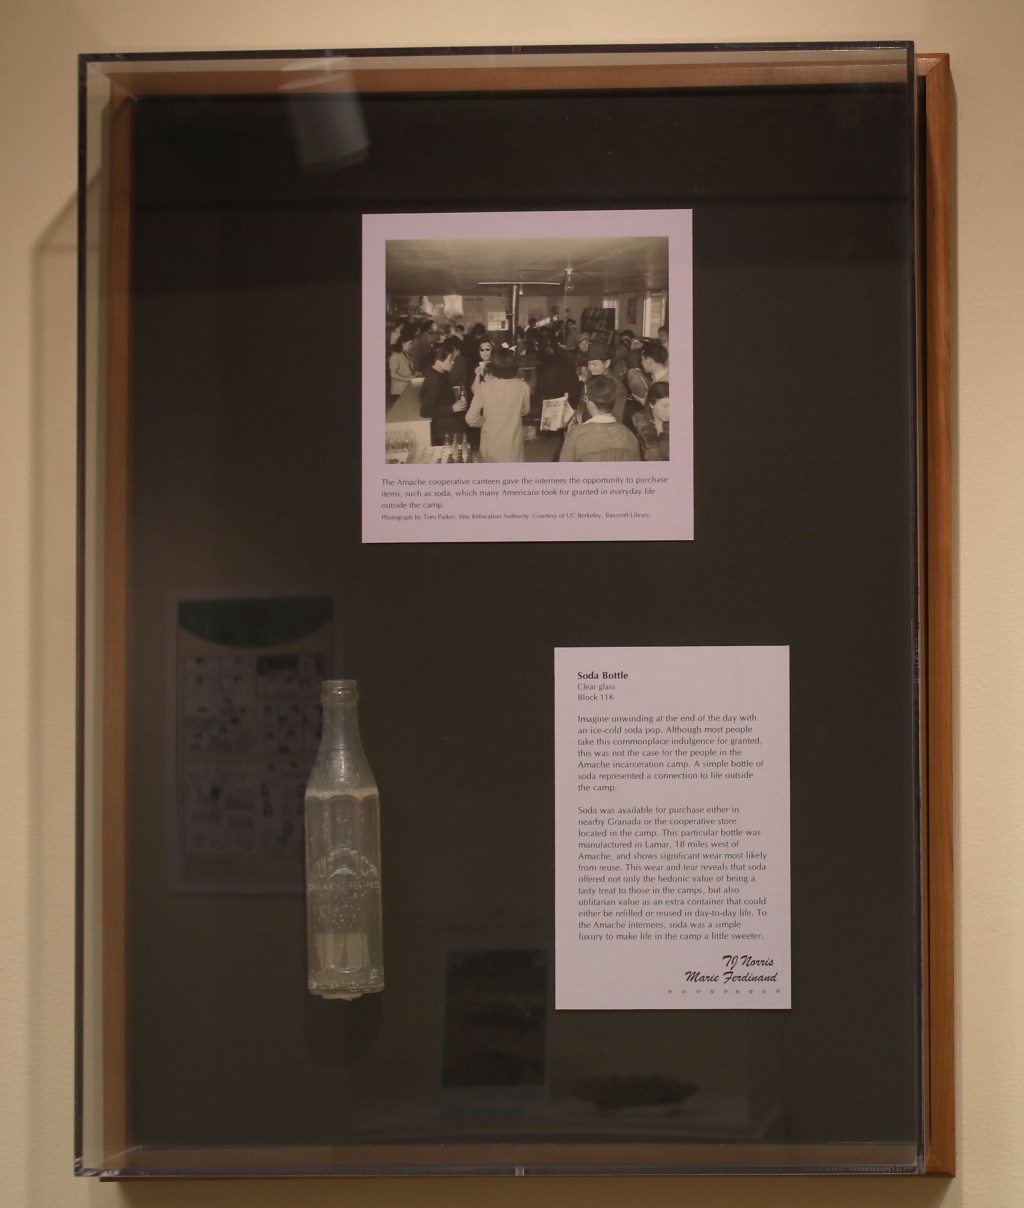 The Amache cooperative canteen gave the internees the opportunity to purchase
items, such as soda, which many Americans took for granted in everyday life
outside the camp.
Photograph by Tom Parker, War Relocation Authority. Courtesy of UC Berkeley, Bancroft Library.
Soda Bottle
Clear glass
Block 11K
Imagine unwinding at the end of the day with
an ice-cold soda pop. Although most people
take this commonplace indulgence for granted,
this was not the case for the people in the
Amache incarceration camp. A simple bottle of
soda represented a connection to life outside
the camp.
Soda was available for purchase either in
nearby Granada or the cooperative store
located in the camp. This particular bottle was
manufactured in Lamar, 18 miles west of
Amache, and shows significant wear most likely
from reuse. This wear and tear reveals that soda
offered not only the hedonic value of being a
tasty treat to those in the camps, but also
utilitarian value as an extra container that could
either be refilled or reused in day-to-day life. To
the Amache internees, soda was a simple
luxury to make life in the camp a little sweeter.
TJ Norris
Marie Ferdinand